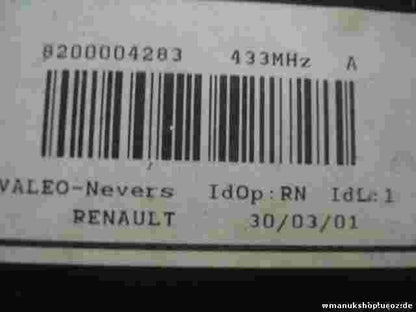 8200004283 433MHz A
VALEO-Nevers IdOp:RN IdL:1
RENAULT 30/03/01